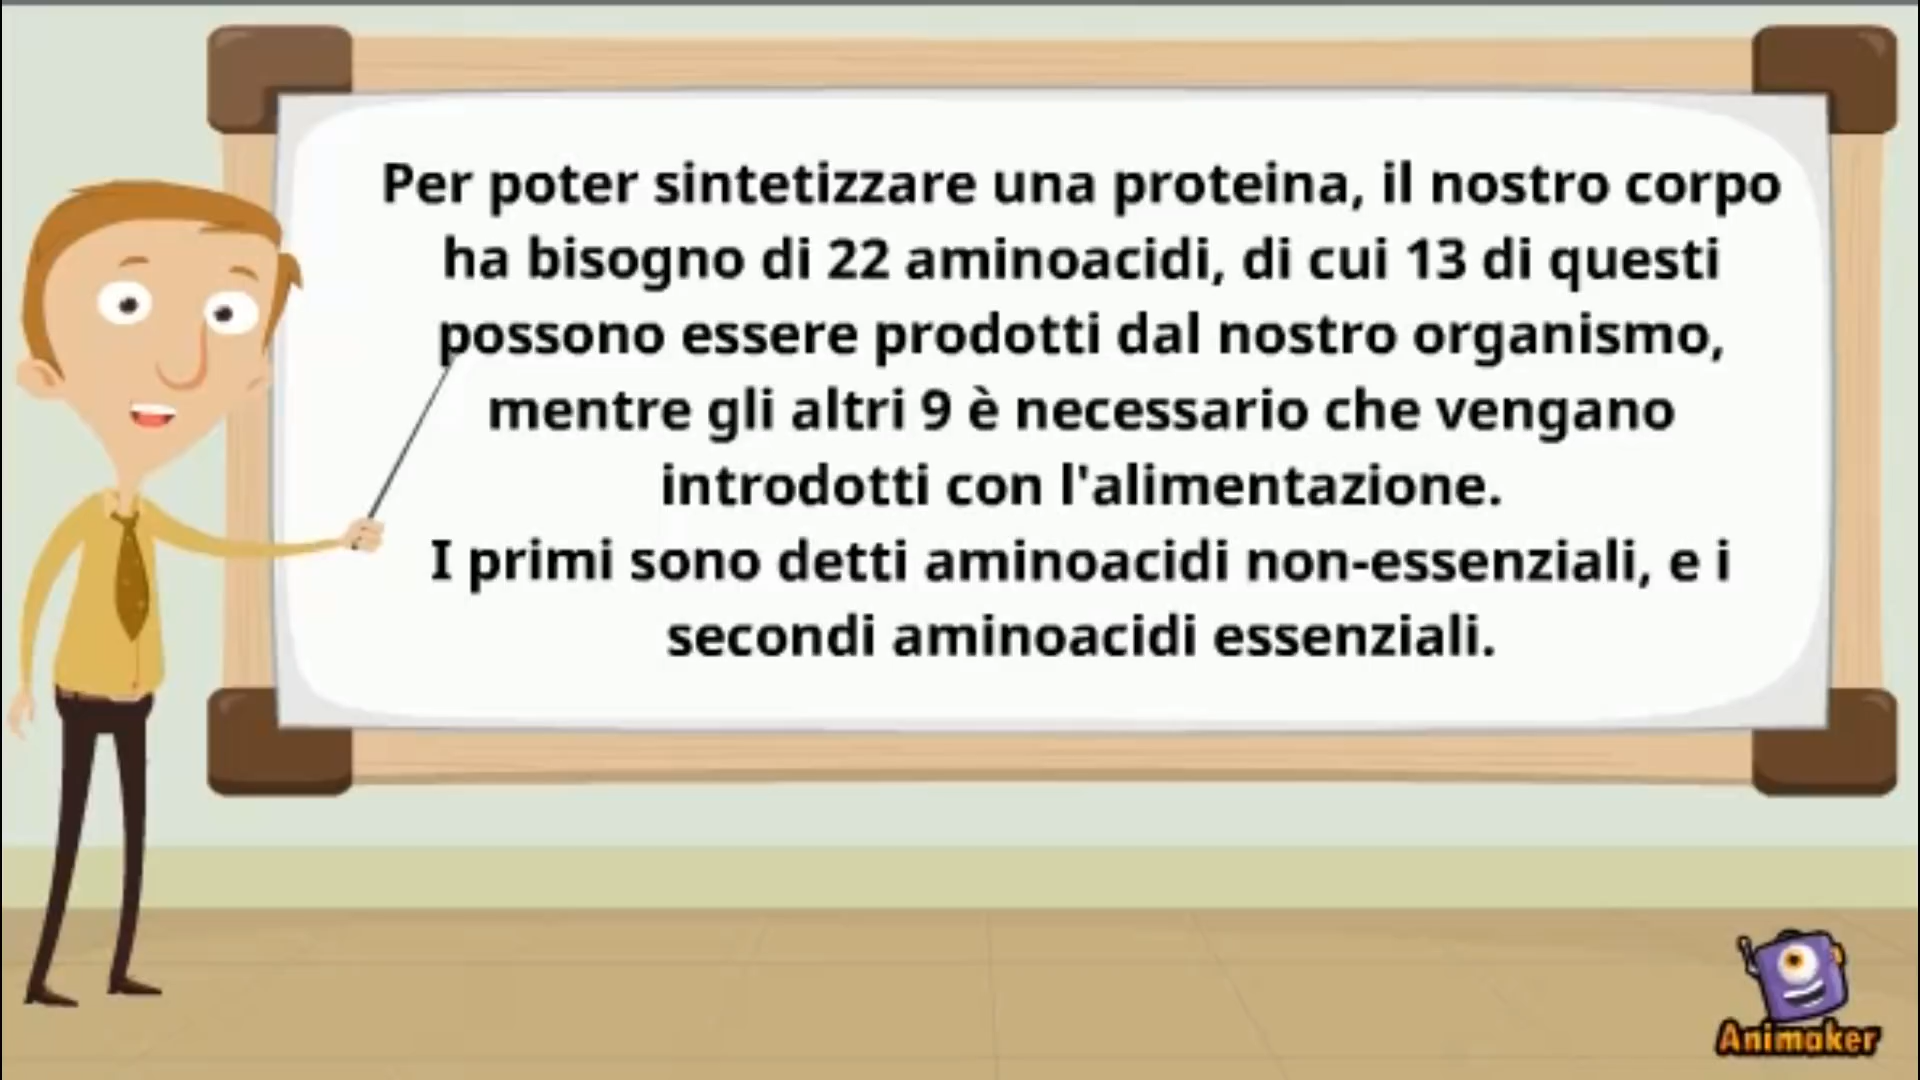 Per poter sintetizzare una proteina, il nostro corpo
ha bisogno di 22 aminoacidi, di cui 13 di questi
possono essere prodotti dal nostro organismo,
mentre gli altri 9 è necessario che vengano
introdotti con l'alimentazione.
I primi sono detti aminoacidi non-essenziali, e i
secondi aminoacidi essenziali.
Animaker